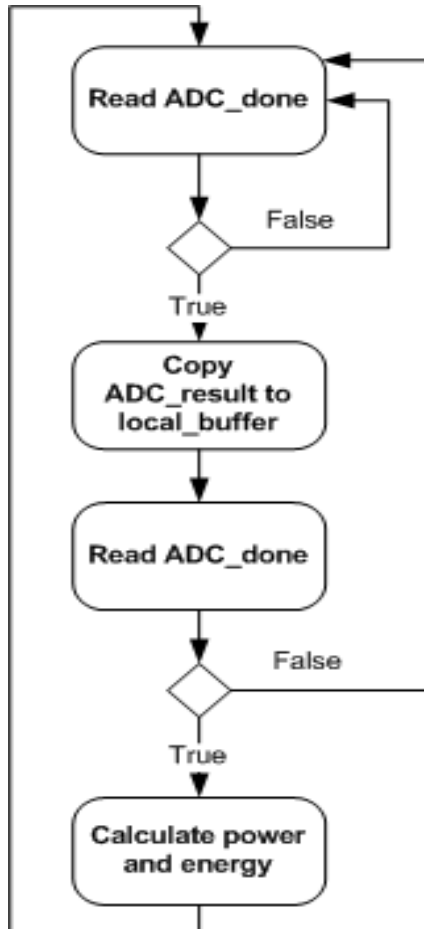 Read ADC_done
False
True
Copy
ADC_result to
local_buffer
Read ADC_done
False
True
Calculate power
and energy